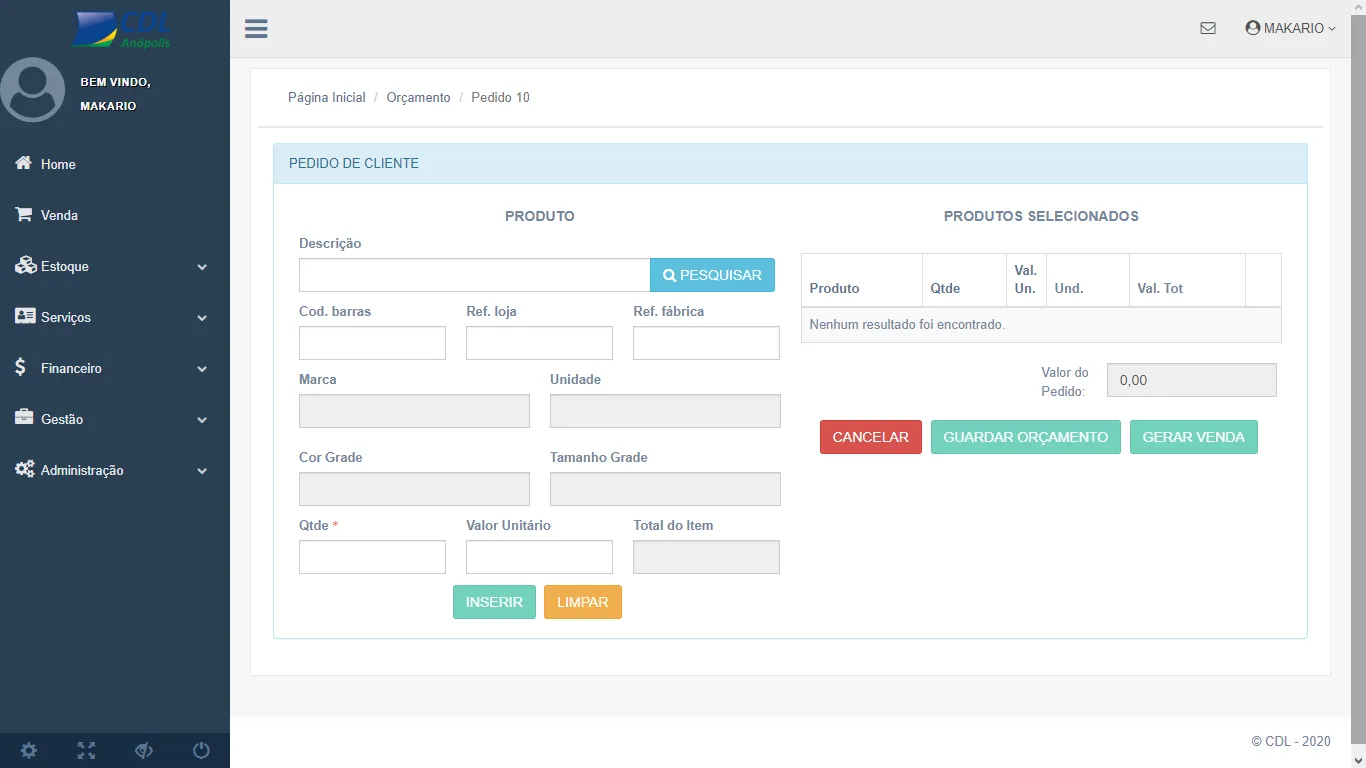 CDL
Anápolis
BEM VINDO,
MAKARIO
Home
Venda
Estoque
Serviços
Financeiro
Gestão
Administração
MAKARIO
Página Inicial / Orçamento / Pedido 10
PEDIDO DE CLIENTE
PRODUTO
Descrição
PESQUISAR
Cod. barras Ref. loja Ref. fábrica
Marca Unidade
Cor Grade Tamanho Grade
Qtde * Valor Unitário Total do Item
INSERIR LIMPAR
PRODUTOS SELECIONADOS
Produto Qtde Val. Un. Und. Val. Tot
Nenhum resultado foi encontrado.
Valor do
Pedido:
0,00
CANCELAR GUARDAR ORÇAMENTO GERAR VENDA
© CDL - 2020